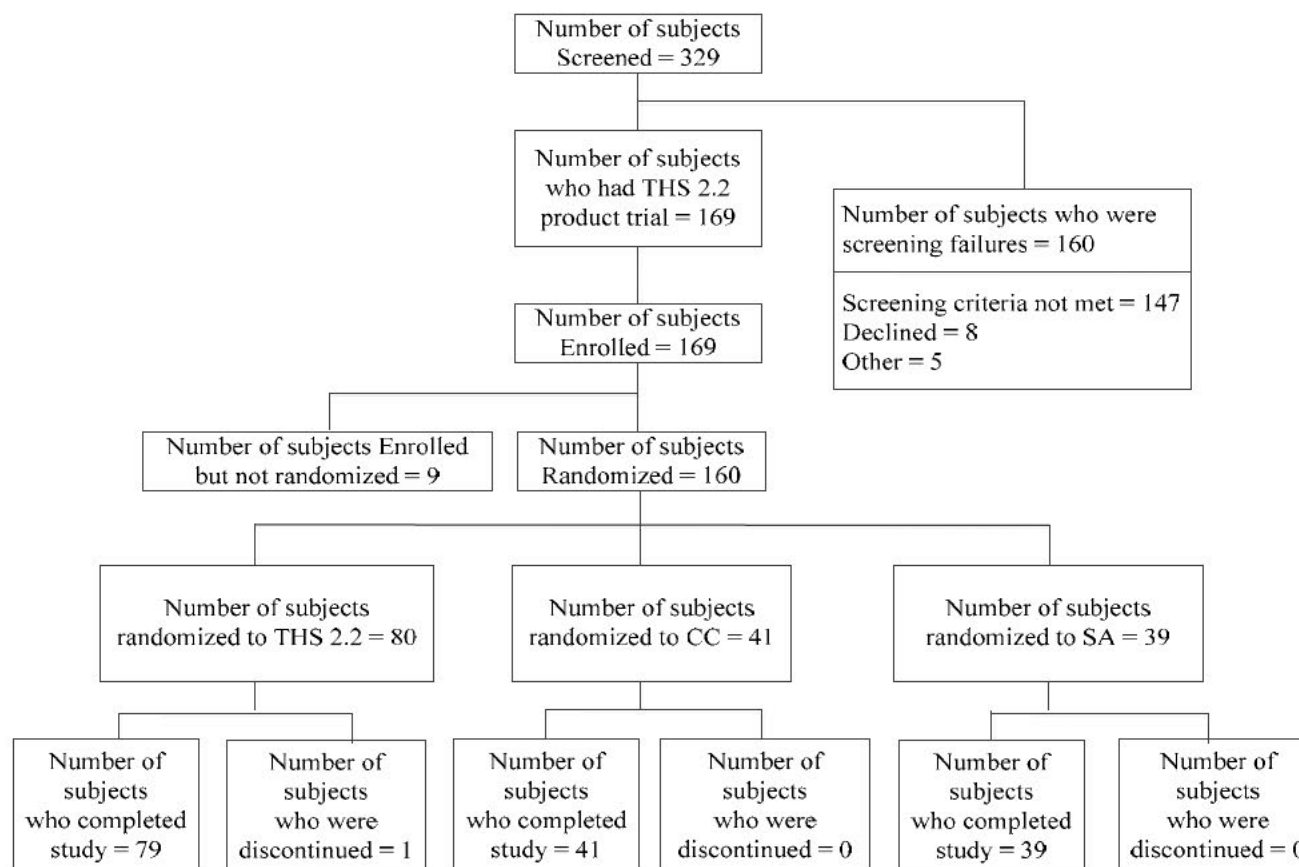 Number of subjects
Screened = 329
Number of subjects
who had THS 2.2
product trial = 169
Number of subjects who were
screening failures = 160
Screening criteria not met = 147
Declined = 8
Other = 5
Number of subjects
Enrolled = 169
Number of subjects Enrolled
but not randomized = 9
Number of subjects
Randomized = 160
Number of subjects
randomized to THS 2.2 = 80
Number of subjects
randomized to CC = 41
Number of subjects
randomized to SA = 39
Number of
subjects
who completed
study = 79
Number of
subjects
who were
discontinued = 1
Number of
subjects
who completed
study = 41
Number of
subjects
who were
discontinued = 0
Number of
subjects
who completed
study = 39
Number of
subjects
who were
discontinued = 0